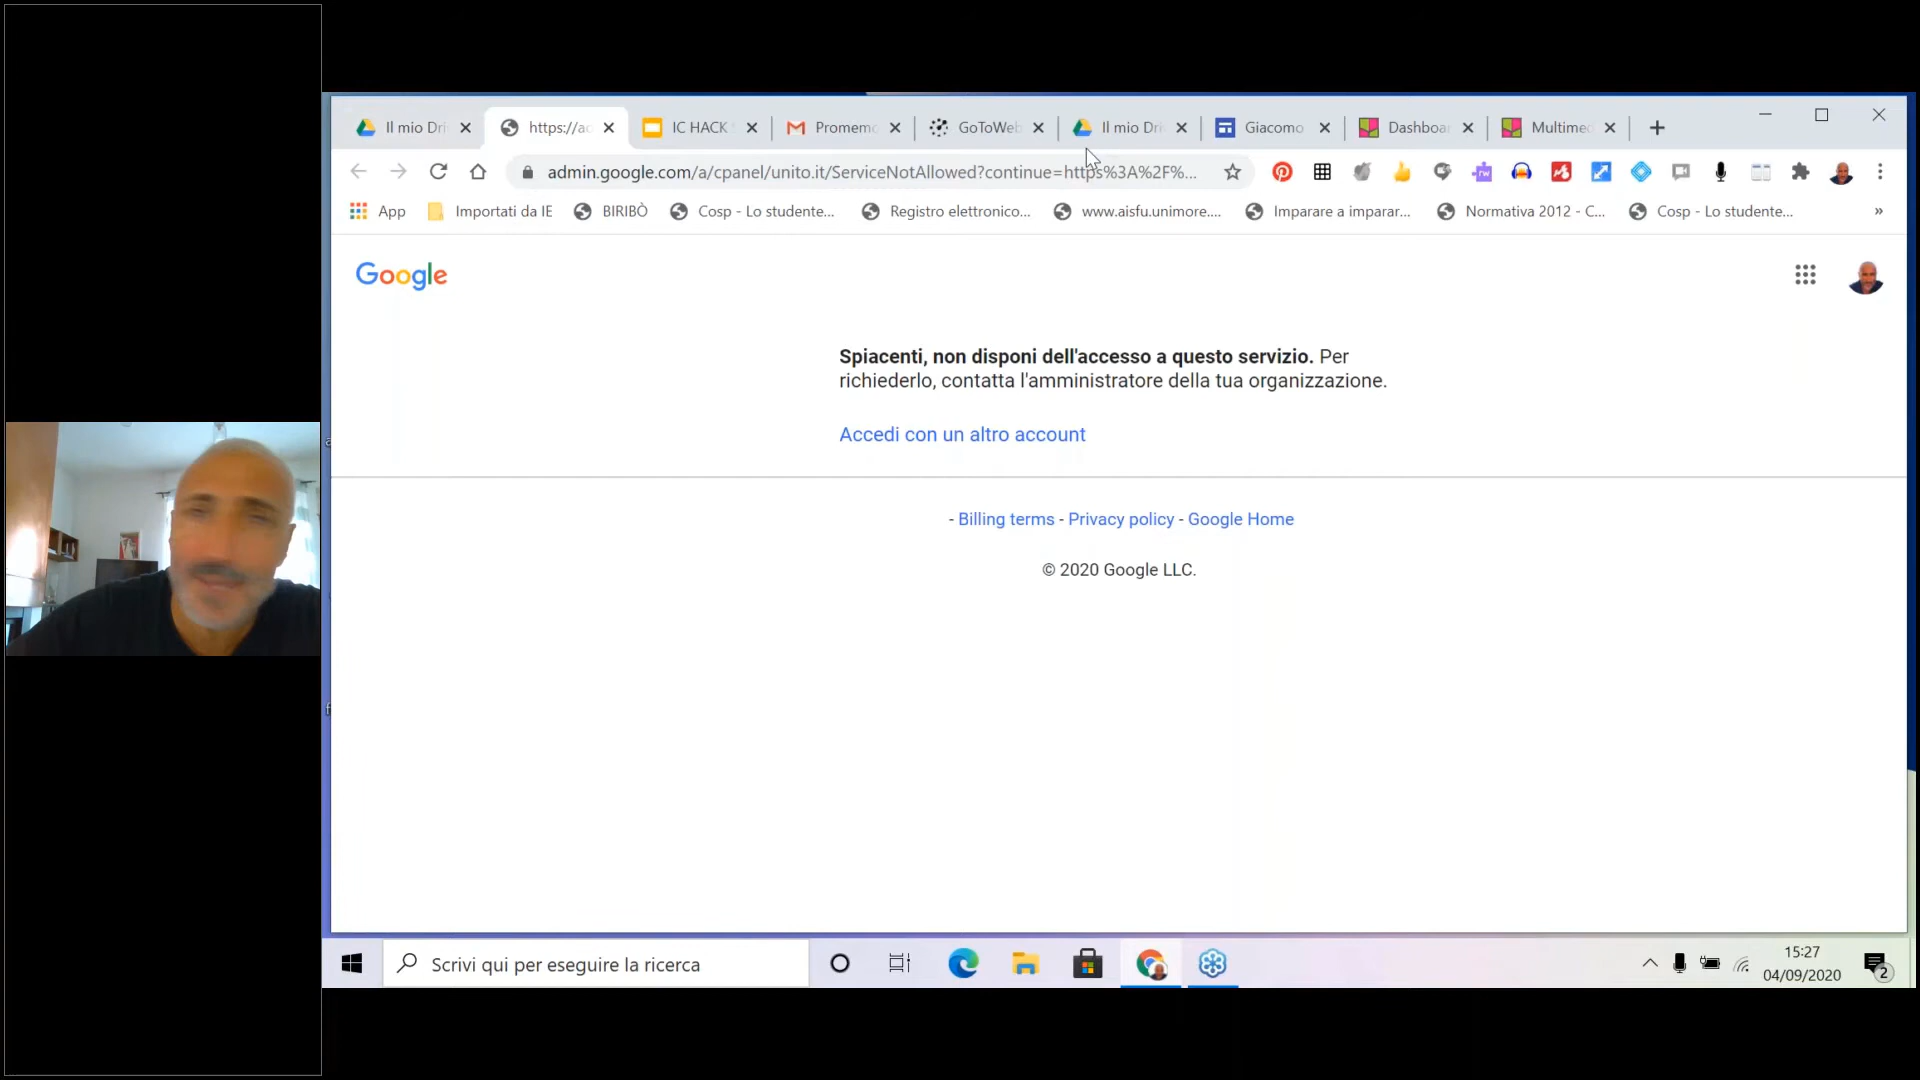 Il mio Dri
https://ac
IC HACK
Promemo
GoToWeb
Il mio Dri
Giacomo
Dashboar
Multimed
admin.google.com/a/cpanel/unito.it/ServiceNotAllowed?continue=https%3A%2F%...
App
Importati da IE
BIRIBÒ
Cosp - Lo studente...
Registro elettronico...
www.aisfu.unimore....
Imparare a imparar...
Normativa 2012 - C...
Cosp - Lo studente...
»
Google
Spiacenti, non disponi dell'accesso a questo servizio. Per
richiederlo, contatta l'amministratore della tua organizzazione.
Accedi con un altro account
- Billing terms - Privacy policy - Google Home
© 2020 Google LLC.
Scrivi qui per eseguire la ricerca
15:27
04/09/2020
2